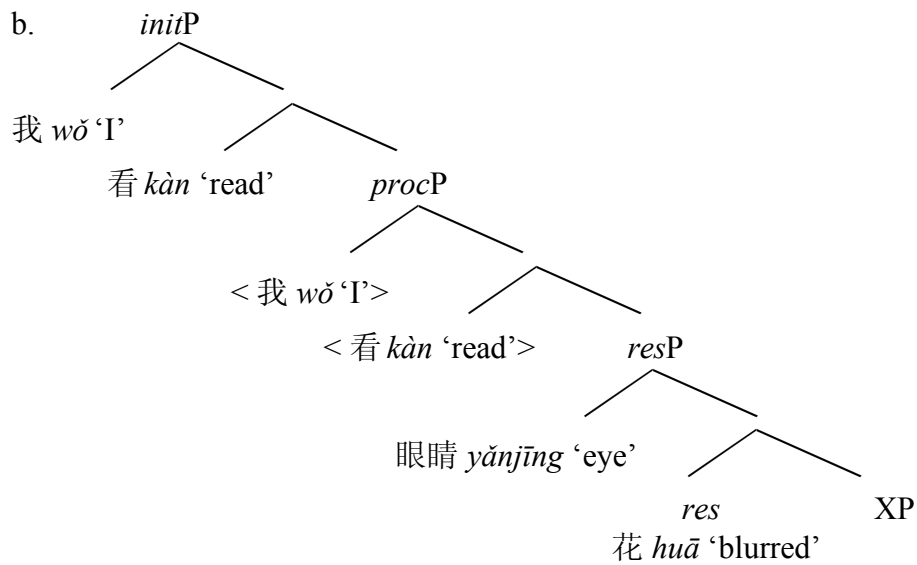 b. initP
我 wǒ ‘I’
看 kàn ‘read’
procP
< 我 wǒ ‘I’>
< 看 kàn ‘read’>
resP
眼睛 yǎnjīng ‘eye’
res
XP
花 huā ‘blurred’